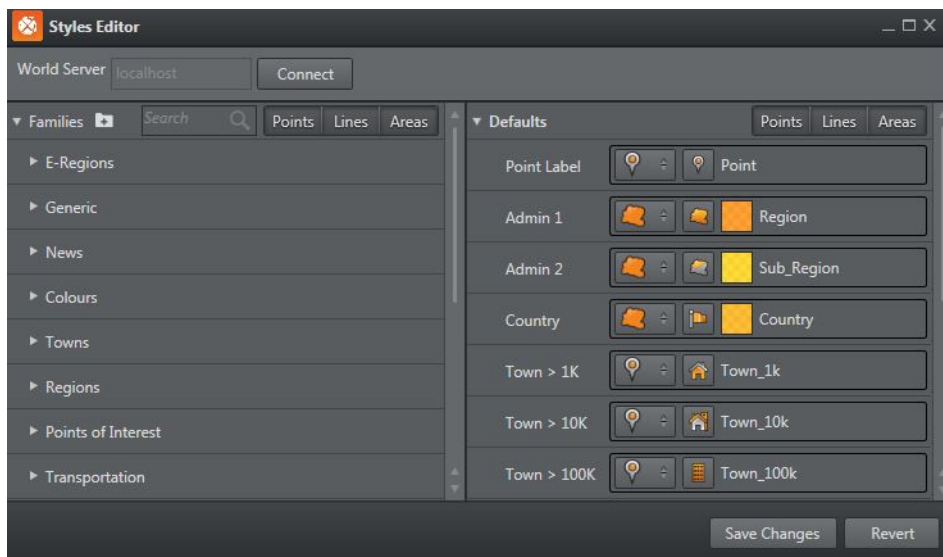 Styles Editor
World Server localhost Connect
Families Search Points Lines Areas
E-Regions
Generic
News
Colours
Towns
Regions
Points of Interest
Transportation
Defaults Points Lines Areas
Point Label Point
Admin 1 Region
Admin 2 Sub_Region
Country Country
Town > 1K Town_1k
Town > 10K Town_10k
Town > 100K Town_100k
Save Changes Revert